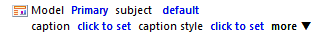 Model Primary subject default
caption click to set caption style click to set more ▼